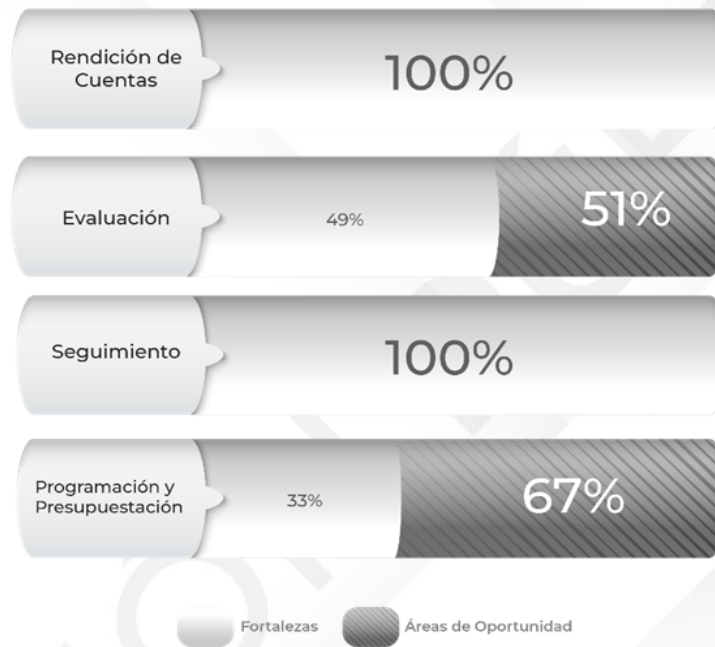 Rendición de
Cuentas
100%
Evaluación
49%
51%
Seguimiento
100%
Programación y
Presupuestación
33%
67%
Fortalezas
Áreas de Oportunidad